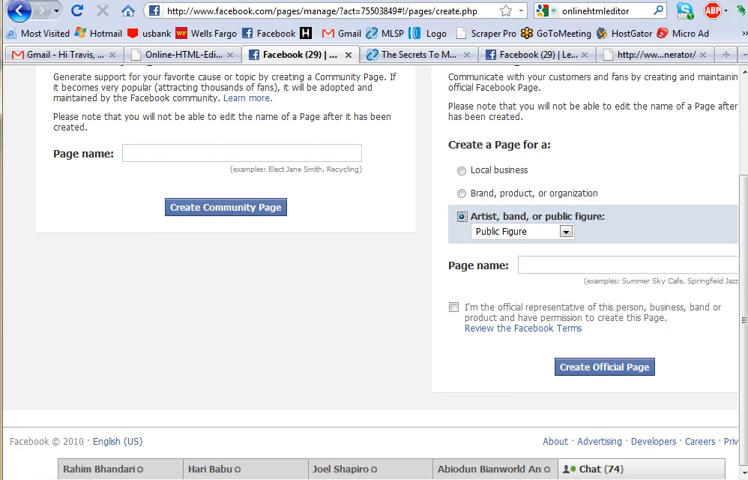 http://www.facebook.com/pages/manage/?act=75503849#!/pages/create.php
onlinehtmleditor
ABP
Most Visited
Hotmail
usbank
Wells Fargo
Facebook
H
Gmail
MLSP
Logo
Scraper Pro
GoToMeeting
HostGator
Micro Ad
Gmail - Hi Travis, ...
Online-HTML-Edi...
Facebook (29) | ...
The Secrets To M...
Facebook (29) | Le...
http://ww...nerator/
Generate support for your favorite cause or topic by creating a Community Page. If
it becomes very popular (attracting thousands of fans), it will be adopted and
maintained by the Facebook community. Learn more.
Please note that you will not be able to edit the name of a Page after it has been
created.
Page name:
(examples: Elect Jane Smith, Recycling)
Create Community Page
Communicate with your customers and fans by creating and maintainin
official Facebook Page.
Please note that you will not be able to edit the name of a Page after
created.
Create a Page for a:
Local business
Brand, product, or organization
Artist, band, or public figure:
Public Figure
Page name:
(examples: Summer Sky Cafe, Springfield Jazz
I'm the official representative of this person, business, band or
product and have permission to create this Page.
Review the Facebook Terms
Create Official Page
Facebook © 2010 · English (US)
About · Advertising · Developers · Careers · Priv
Rahim Bhandari
Hari Babu
Joel Shapiro
Abiodun Bianworld An
Chat (74)